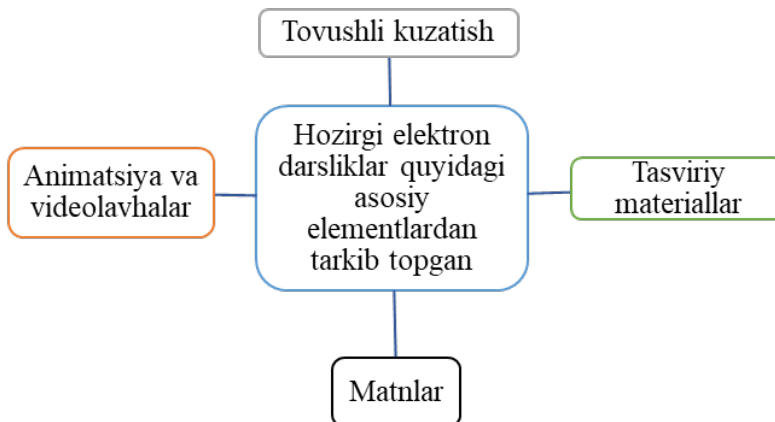 Tovushli kuzatish
Animatsiya va
videolavhalar
Hozirgi elektron
darsliklar quyidagi
asosiy
elementlardan
tarkib topgan
Tasviriy
materiallar
Matnlar